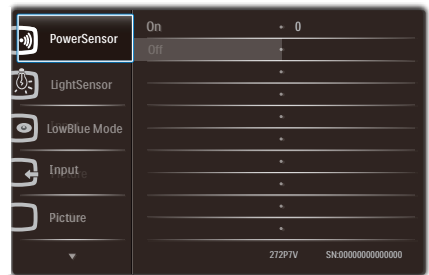 PowerSensor
On 0
Off
LightSensor
LowBlue Mode
Input
Picture
272P7V SN:00000000000000